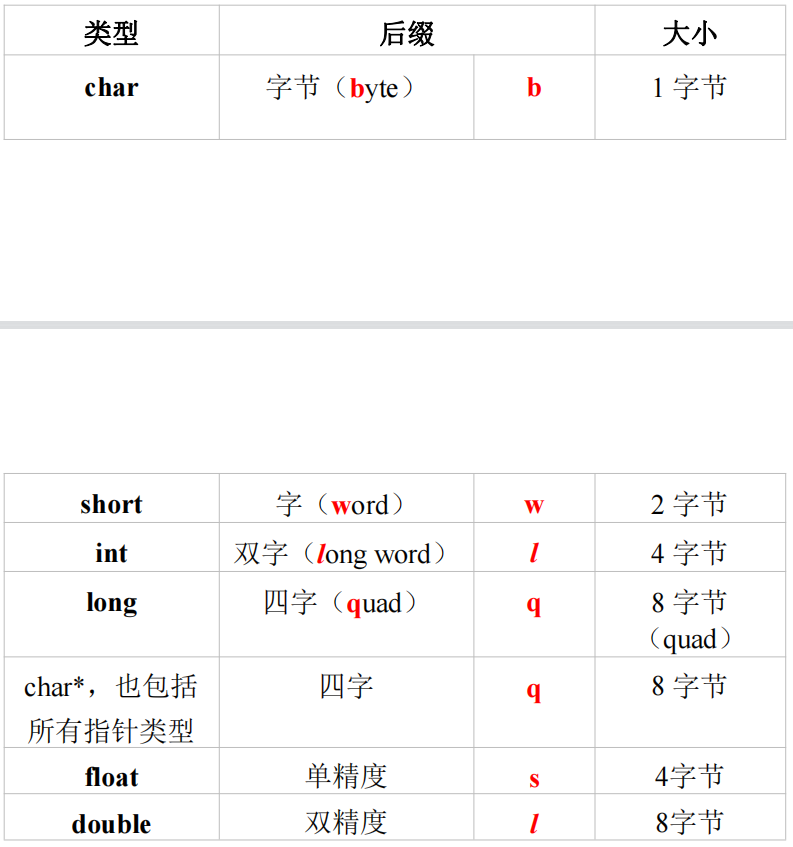 类型 后缀 大小
char 字节（byte） b 1 字节
short 字（word） w 2 字节
int 双字（long word） l 4 字节
long 四字（quad） q 8 字节
（quad）
char*，也包括 四字 q 8 字节
所有指针类型
float 单精度 s 4字节
double 双精度 l 8字节